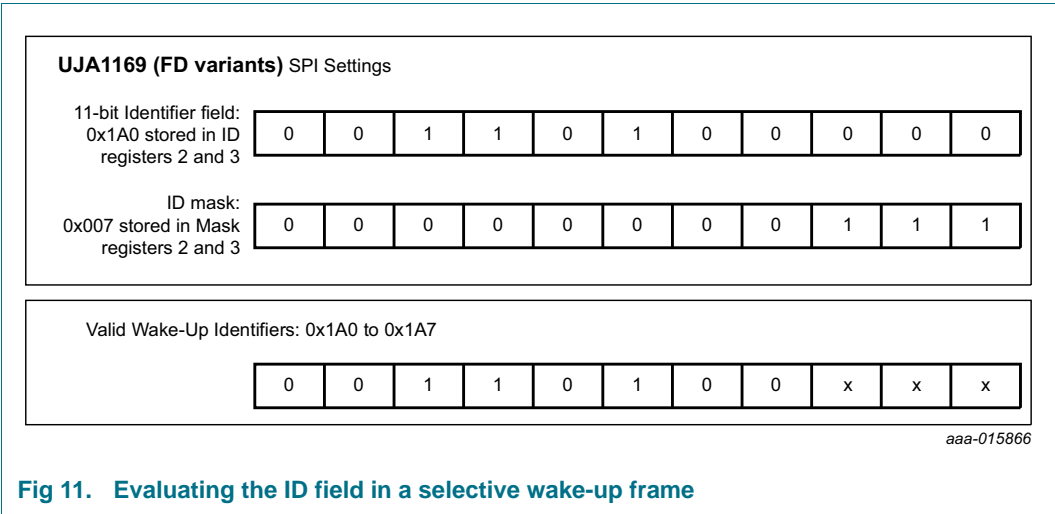 UJA1169 (FD variants) SPI Settings
11-bit Identifier field:
0x1A0 stored in ID
registers 2 and 3
0 0 1 1 0 1 0 0 0 0 0
ID mask:
0x007 stored in Mask
registers 2 and 3
0 0 0 0 0 0 0 0 1 1 1
Valid Wake-Up Identifiers: 0x1A0 to 0x1A7
0 0 1 1 0 1 0 0 x x x
aaa-015866
Fig 11. Evaluating the ID field in a selective wake-up frame